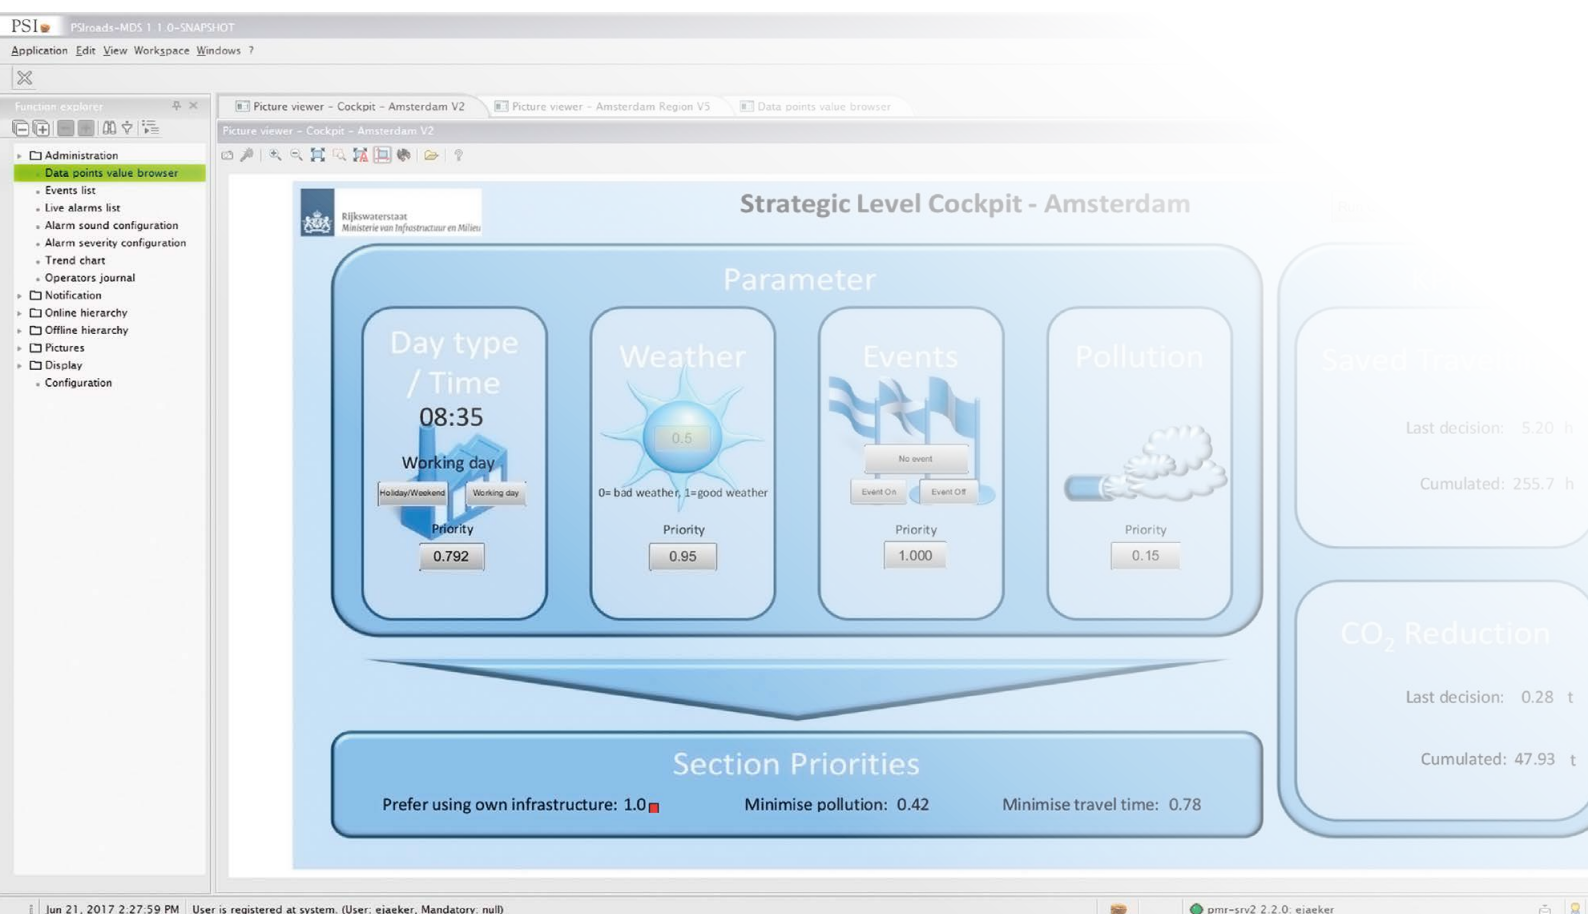 PSI PSIroads-MDS 1 1 0-SNAPSHOT
Application Edit View Workspace Windows ?
Function explorer
Administration
Data points value browser
Events list
Live alarms list
Alarm sound configuration
Alarm severity configuration
Trend chart
Operators journal
Notification
Online hierarchy
Offline hierarchy
Pictures
Display
Configuration
Picture viewer - Cockpit - Amsterdam V2
Picture viewer - Amsterdam Region V5
Data points value browser
Picture viewer - Cockpit - Amsterdam V2
Rijkswaterstaat
Ministerie van Infrastructuur en Milieu
Strategic Level Cockpit - Amsterdam
Parameter
Day type
/ Time
08:35
Working day
Holiday/Weekend Working day
Priority
0.792
Weather
0.5
0= bad weather, 1=good weather
Priority
0.95
Events
No event
Event On Event Off
Priority
1.000
Pollution
Priority
0.15
Saved Travel
Last decision: 5.20 h
Cumulated: 255.7 h
CO₂ Reduction
Last decision: 0.28 t
Cumulated: 47.93 t
Section Priorities
Prefer using own infrastructure: 1.0 Minimise pollution: 0.42 Minimise travel time: 0.78
Jun 21, 2017 2:27:59 PM User is registered at system. (User: ejaeker, Mandatory: null) pmr-srv2 2.2.0: ejaeker